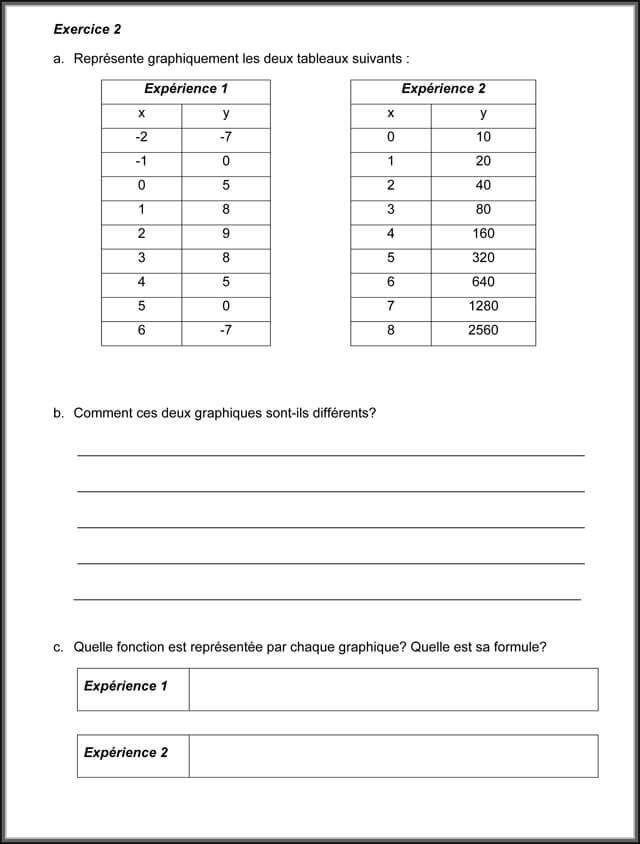 Exercice 2
a. Représente graphiquement les deux tableaux suivants :
Expérience 1
x y
-2 -7
-1 0
0 5
1 8
2 9
3 8
4 5
5 0
6 -7
Expérience 2
x y
0 10
1 20
2 40
3 80
4 160
5 320
6 640
7 1280
8 2560
b. Comment ces deux graphiques sont-ils différents?
c. Quelle fonction est représentée par chaque graphique? Quelle est sa formule?
Expérience 1
Expérience 2